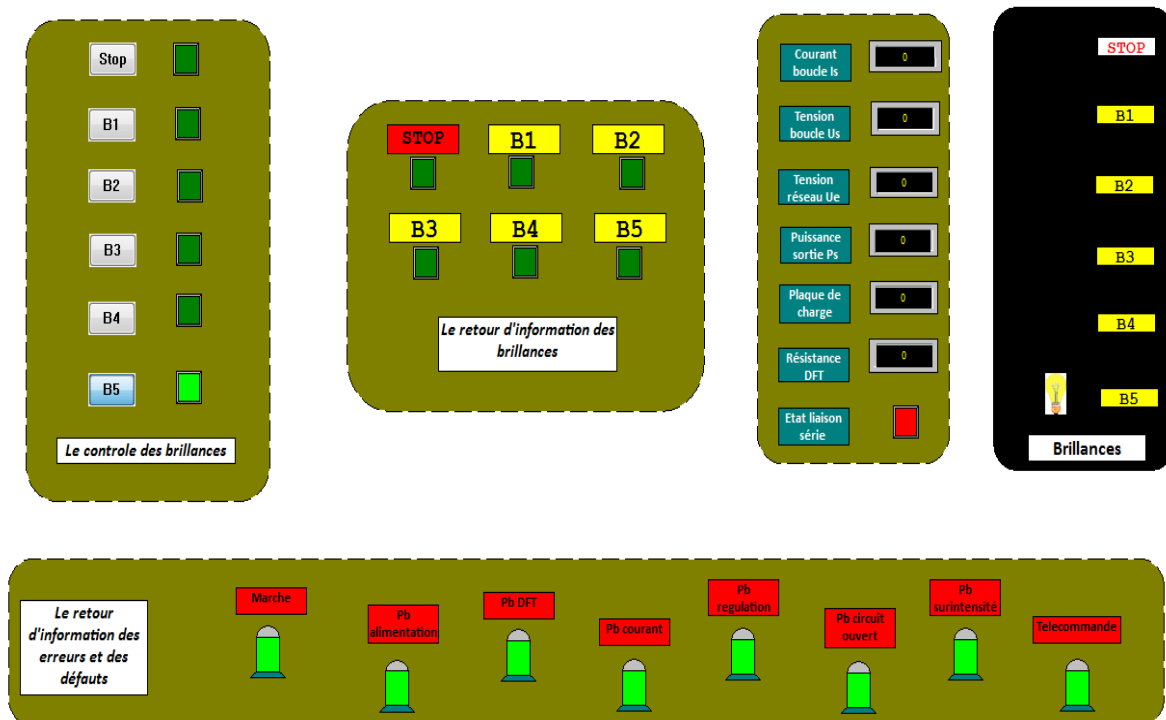 Stop
B1
B2
B3
B4
B5
Le controle des brillances
STOP
B1
B2
B3
B4
B5
Le retour d'information des
brillances
Courant
boucle Is
0
Tension
boucle Us
0
Tension
réseau Ue
0
Puissance
sortie Ps
0
Plaque de
charge
0
Résistance
DFT
0
Etat liaison
série
STOP
B1
B2
B3
B4
B5
Brillances
Le retour
d'information des
erreurs et des
défauts
Marche
Pb
alimentation
Pb DFT
Pb courant
Pb
regulation
Pb circuit
ouvert
Pb
surintensité
Telecommande